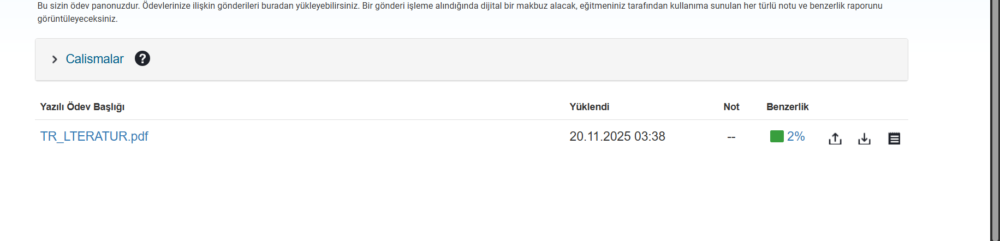 Bu sizin ödev panonuzdur. Ödevlerinize ilişkin gönderileri buradan yükleyebilirsiniz. Bir gönderi işleme alındığında dijital bir makbuz alacak, eğitmeniniz tarafından kullanıma sunulan her türlü notu ve benzerlik raporunu
görüntüleyeceksiniz.
Calismalar ?
Yazılı Ödev Başlığı Yüklendi Not Benzerlik
TR_LTERATUR.pdf 20.11.2025 03:38 -- 2%